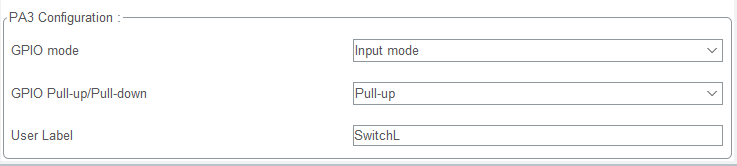 PA3 Configuration :
GPIO mode Input mode
GPIO Pull-up/Pull-down Pull-up
User Label SwitchL